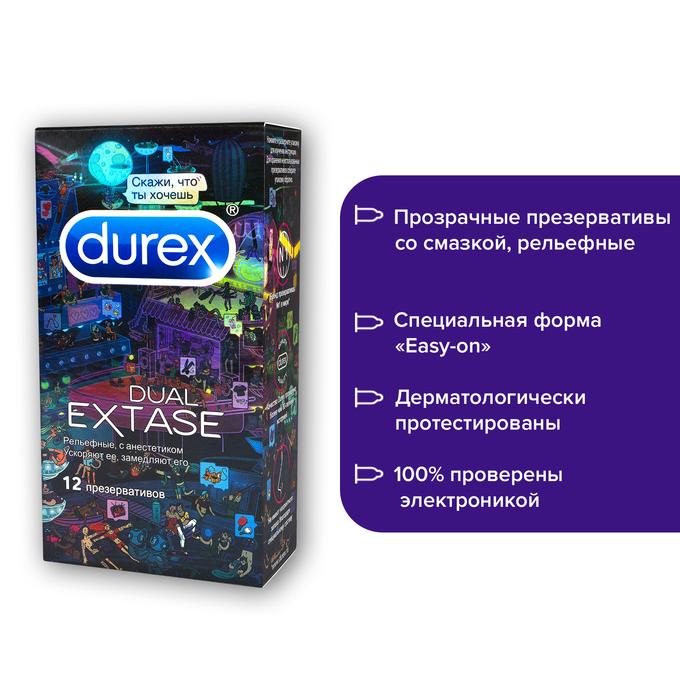 Скажи, что
ты хочешь
durex®
DUAL
EXTASE
Рельефные, с анестетиком
Ускоряют ее, замедляют его
12 презервативов
Прозрачные презервативы
со смазкой, рельефные
Специальная форма
«Easy-on»
Дерматологически
протестированы
100% проверены
электроникой
durex